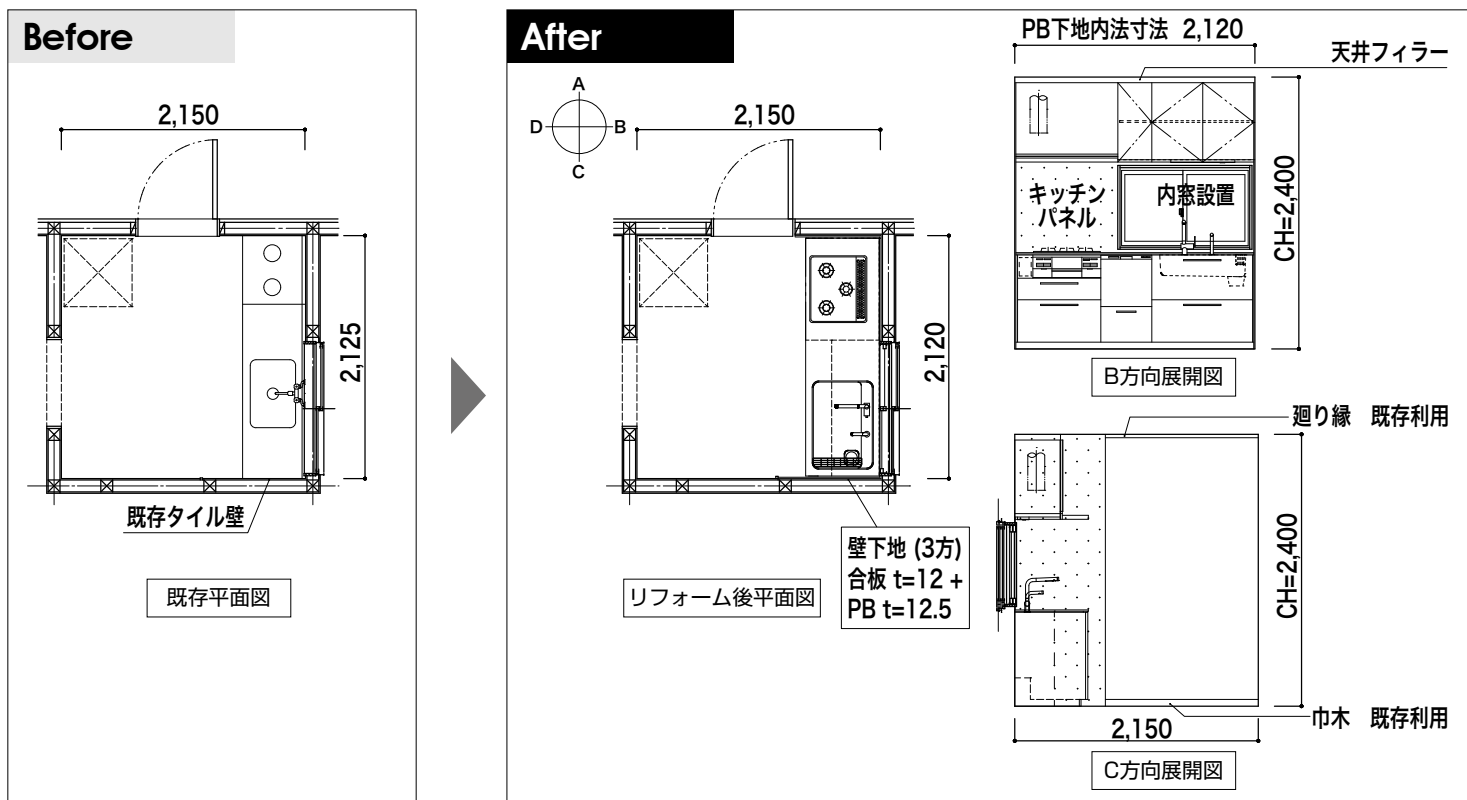 Before
2,150
2,125
既存タイル壁
既存平面図
After
A
D
B
C
2,150
2,120
壁下地 (3方)
合板 t=12 +
PB t=12.5
リフォーム後平面図
PB下地内法寸法 2,120
天井フィラー
キッチン
パネル
内窓設置
CH=2,400
B方向展開図
廻り縁 既存利用
CH=2,400
巾木 既存利用
2,150
C方向展開図